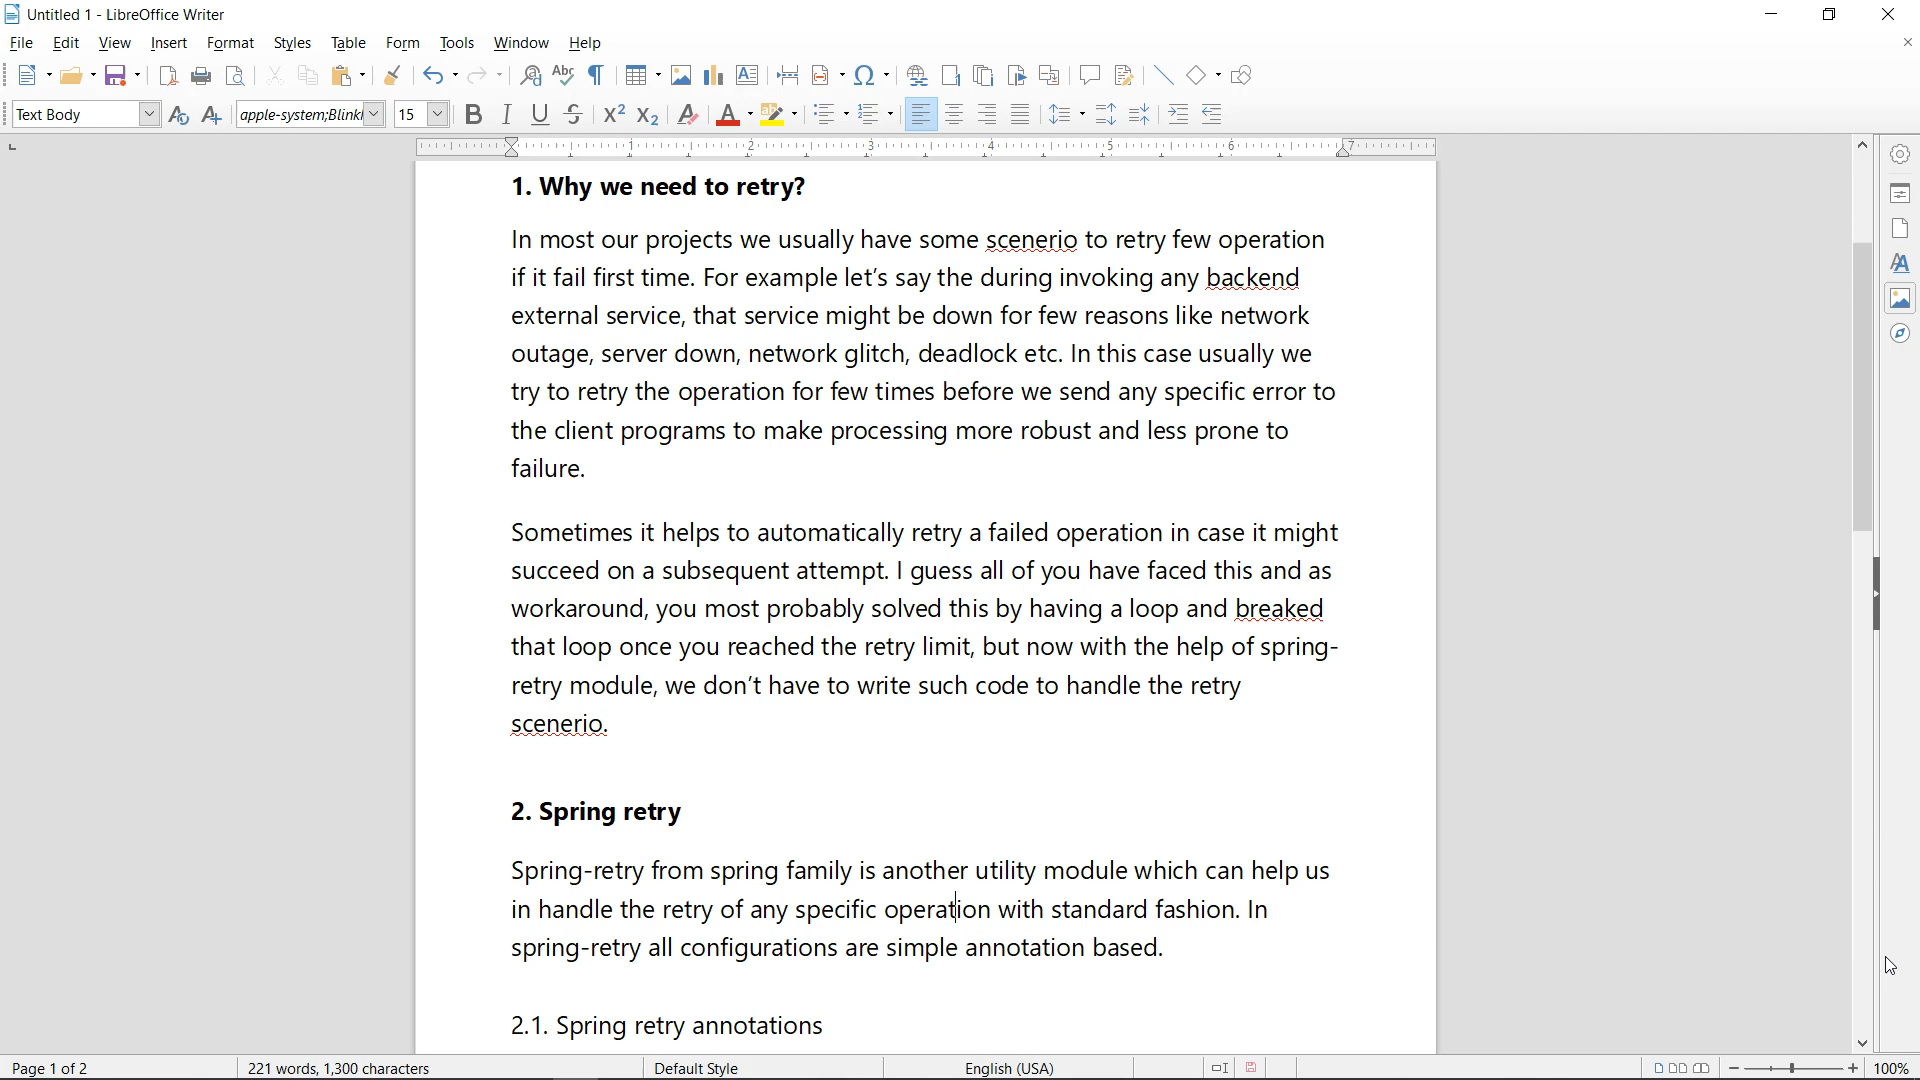 Untitled 1 - LibreOffice Writer
File Edit View Insert Format Styles Table Form Tools Window Help
Text Body apple-system;Blink 15
1 2 3 4 5 6 7
1. Why we need to retry?
In most our projects we usually have some scenerio to retry few operation
if it fail first time. For example let's say the during invoking any backend
external service, that service might be down for few reasons like network
outage, server down, network glitch, deadlock etc. In this case usually we
try to retry the operation for few times before we send any specific error to
the client programs to make processing more robust and less prone to
failure.
Sometimes it helps to automatically retry a failed operation in case it might
succeed on a subsequent attempt. I guess all of you have faced this and as
workaround, you most probably solved this by having a loop and breaked
that loop once you reached the retry limit, but now with the help of spring-
retry module, we don't have to write such code to handle the retry
scenerio.
2. Spring retry
Spring-retry from spring family is another utility module which can help us
in handle the retry of any specific operation with standard fashion. In
spring-retry all configurations are simple annotation based.
2.1. Spring retry annotations
Page 1 of 2 221 words, 1,300 characters Default Style English (USA) 100%